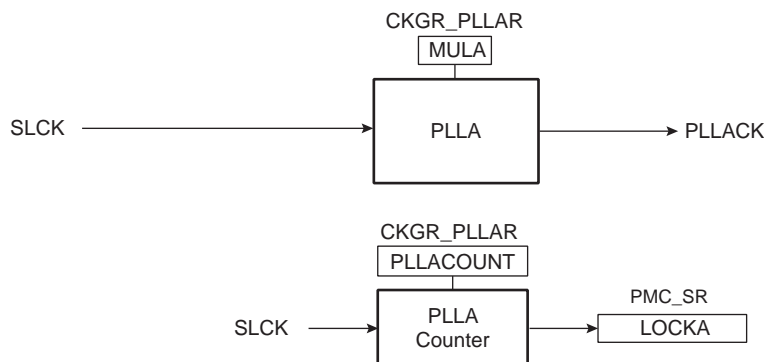 CKGR_PLLAR
MULA
SLCK
PLLA
PLLACK
CKGR_PLLAR
PLLACOUNT
SLCK
PLLA
Counter
PMC_SR
LOCKA